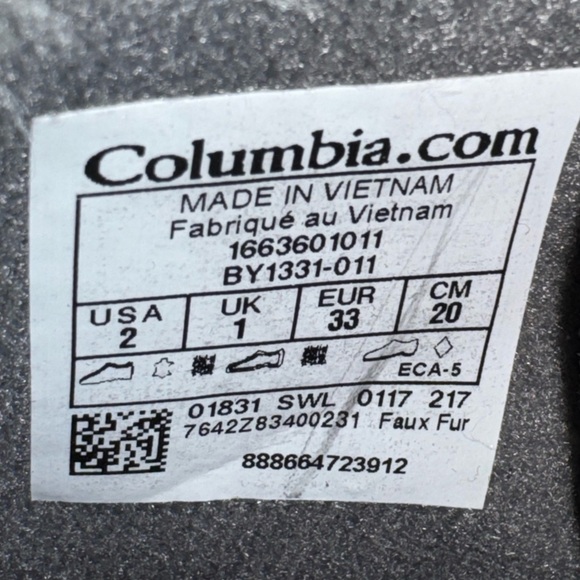 Columbia.com
MADE IN VIETNAM
Fabriqué au Vietnam
1663601011
BY1331-011
USA UK EUR CM
2 1 33 20
ECA-5
01831 SWL 0117 217
7642Z83400231 Faux Fur
888664723912